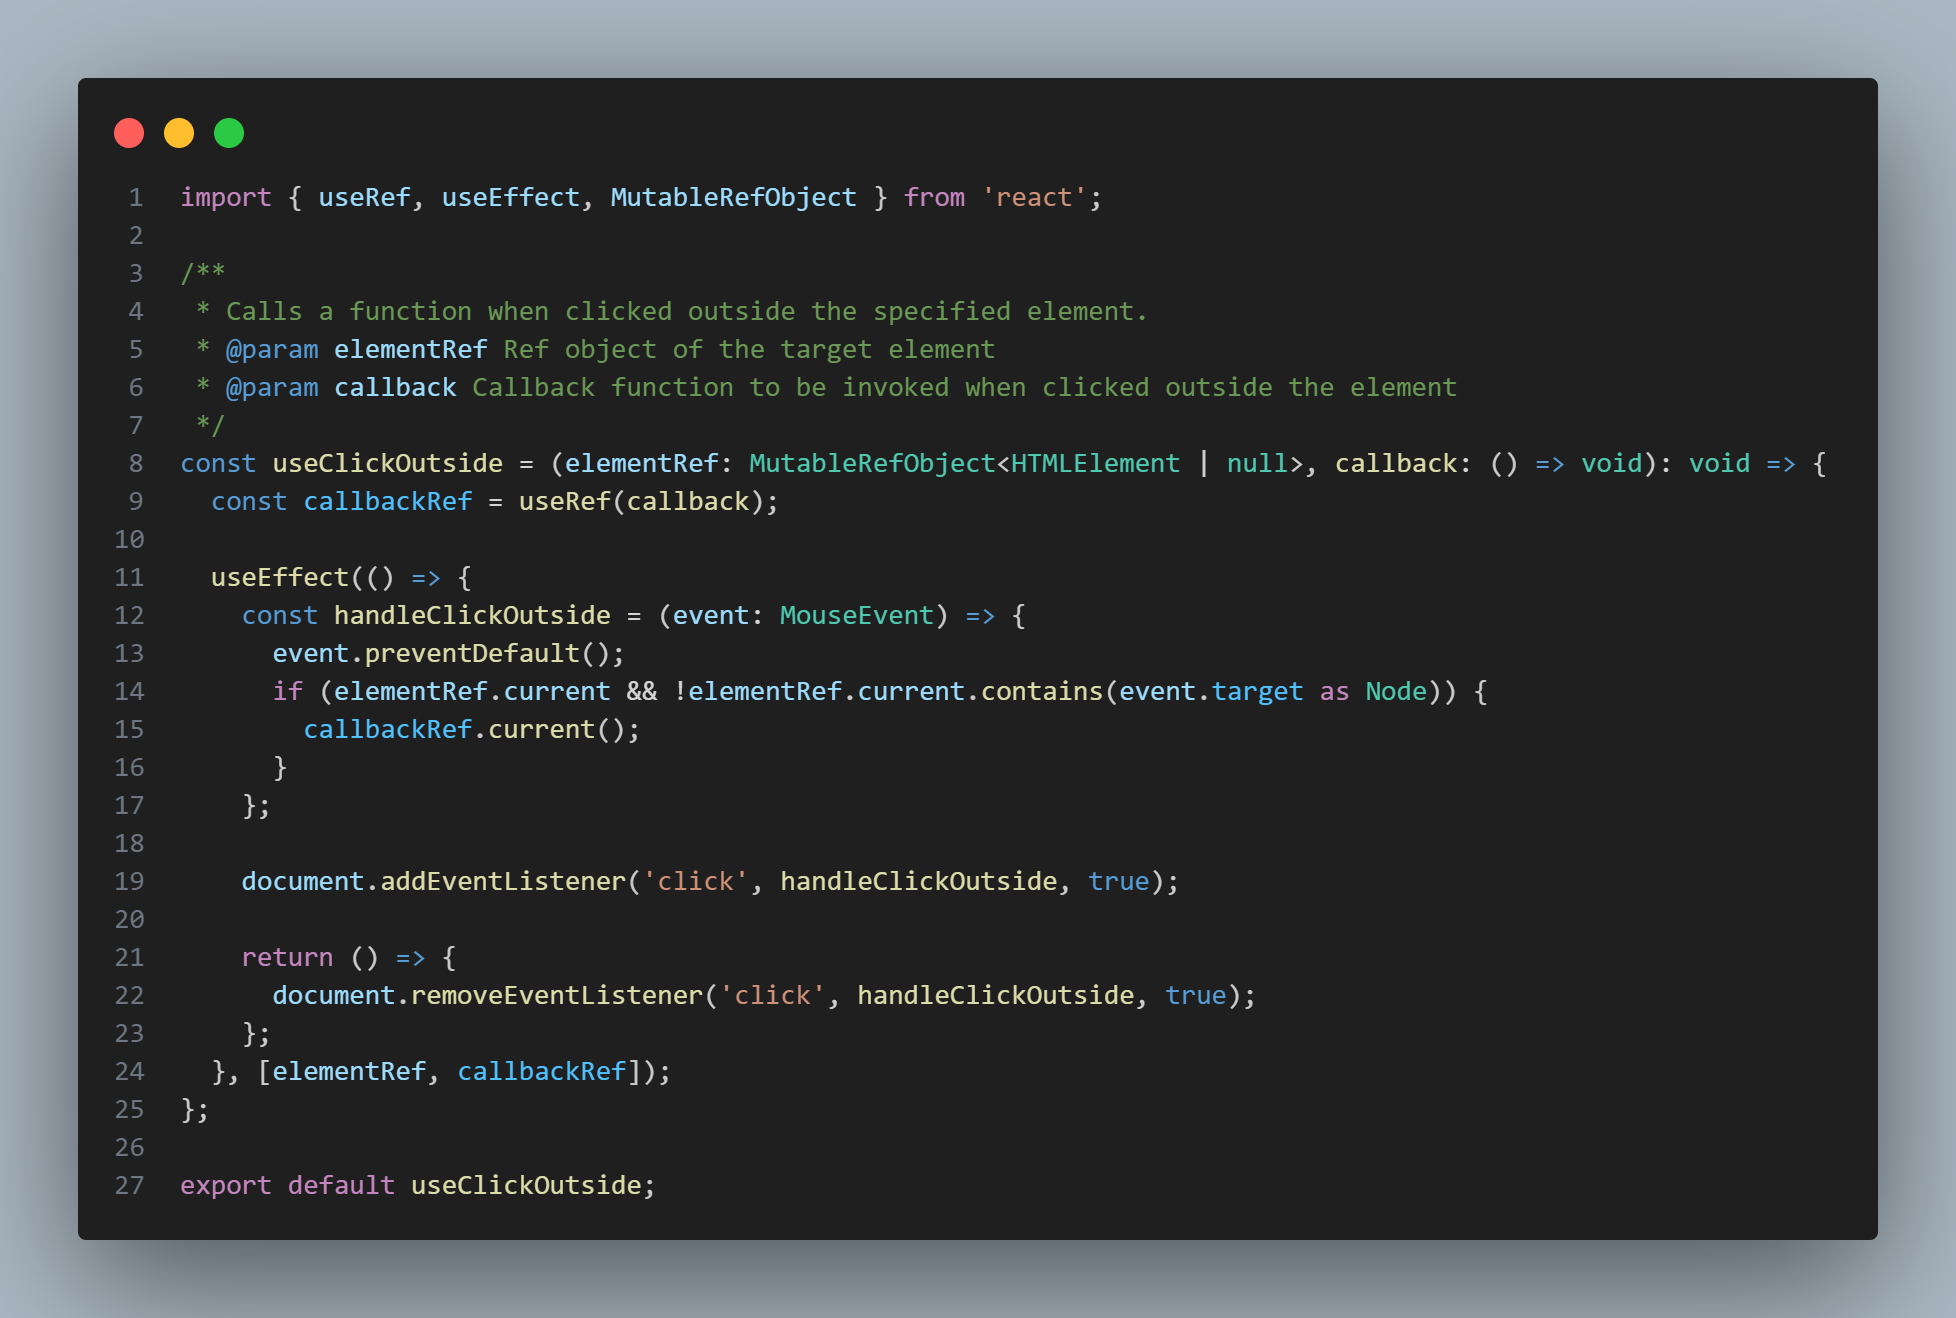 1 import { useRef, useEffect, MutableRefObject } from 'react';
2
3 /**
4  * Calls a function when clicked outside the specified element.
5  * @param elementRef Ref object of the target element
6  * @param callback Callback function to be invoked when clicked outside the element
7  */
8 const useClickOutside = (elementRef: MutableRefObject<HTMLElement | null>, callback: () => void): void => {
9   const callbackRef = useRef(callback);
10
11   useEffect(() => {
12     const handleClickOutside = (event: MouseEvent) => {
13       event.preventDefault();
14       if (elementRef.current && !elementRef.current.contains(event.target as Node)) {
15         callbackRef.current();
16       }
17     };
18
19     document.addEventListener('click', handleClickOutside, true);
20
21     return () => {
22       document.removeEventListener('click', handleClickOutside, true);
23     };
24   }, [elementRef, callbackRef]);
25 };
26
27 export default useClickOutside;